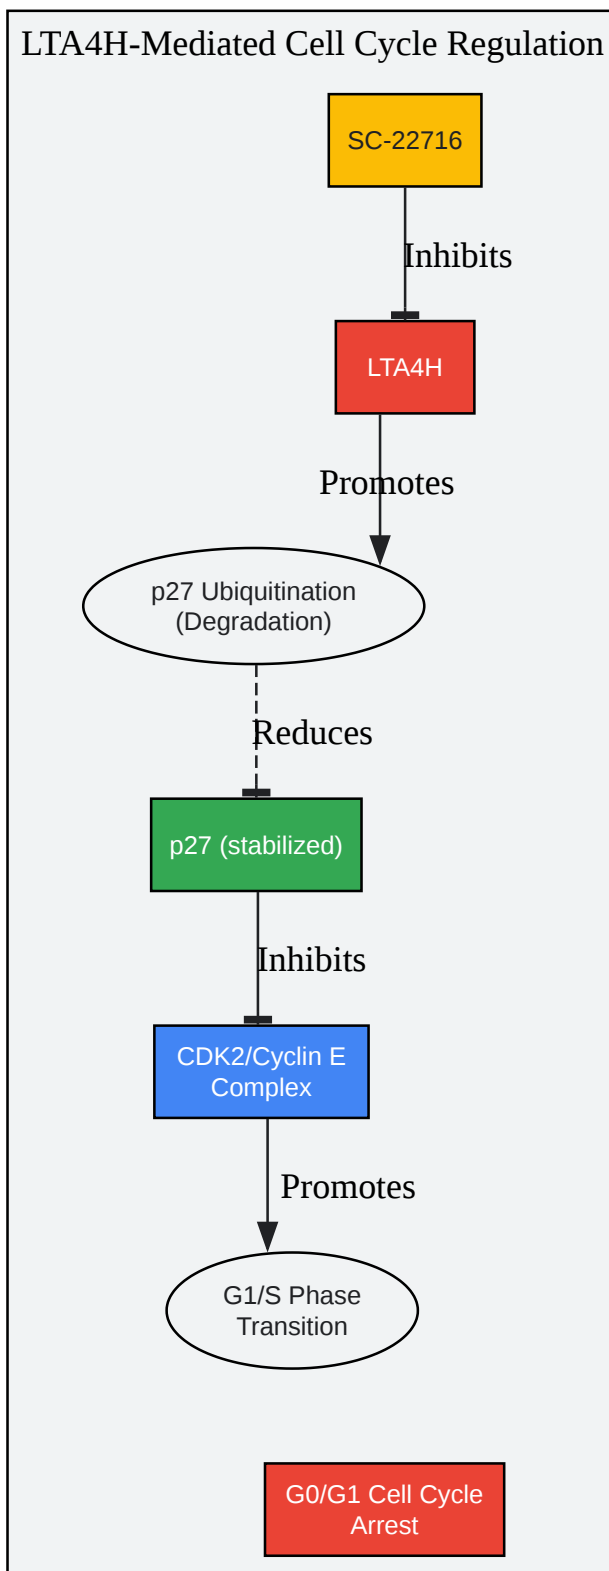 LTA4H-Mediated Cell Cycle Regulation
SC-22716
Inhibits
LTA4H
Promotes
p27 Ubiquitination
(Degradation)
Reduces
p27 (stabilized)
Inhibits
CDK2/Cyclin E
Complex
Promotes
G1/S Phase
Transition
G0/G1 Cell Cycle
Arrest